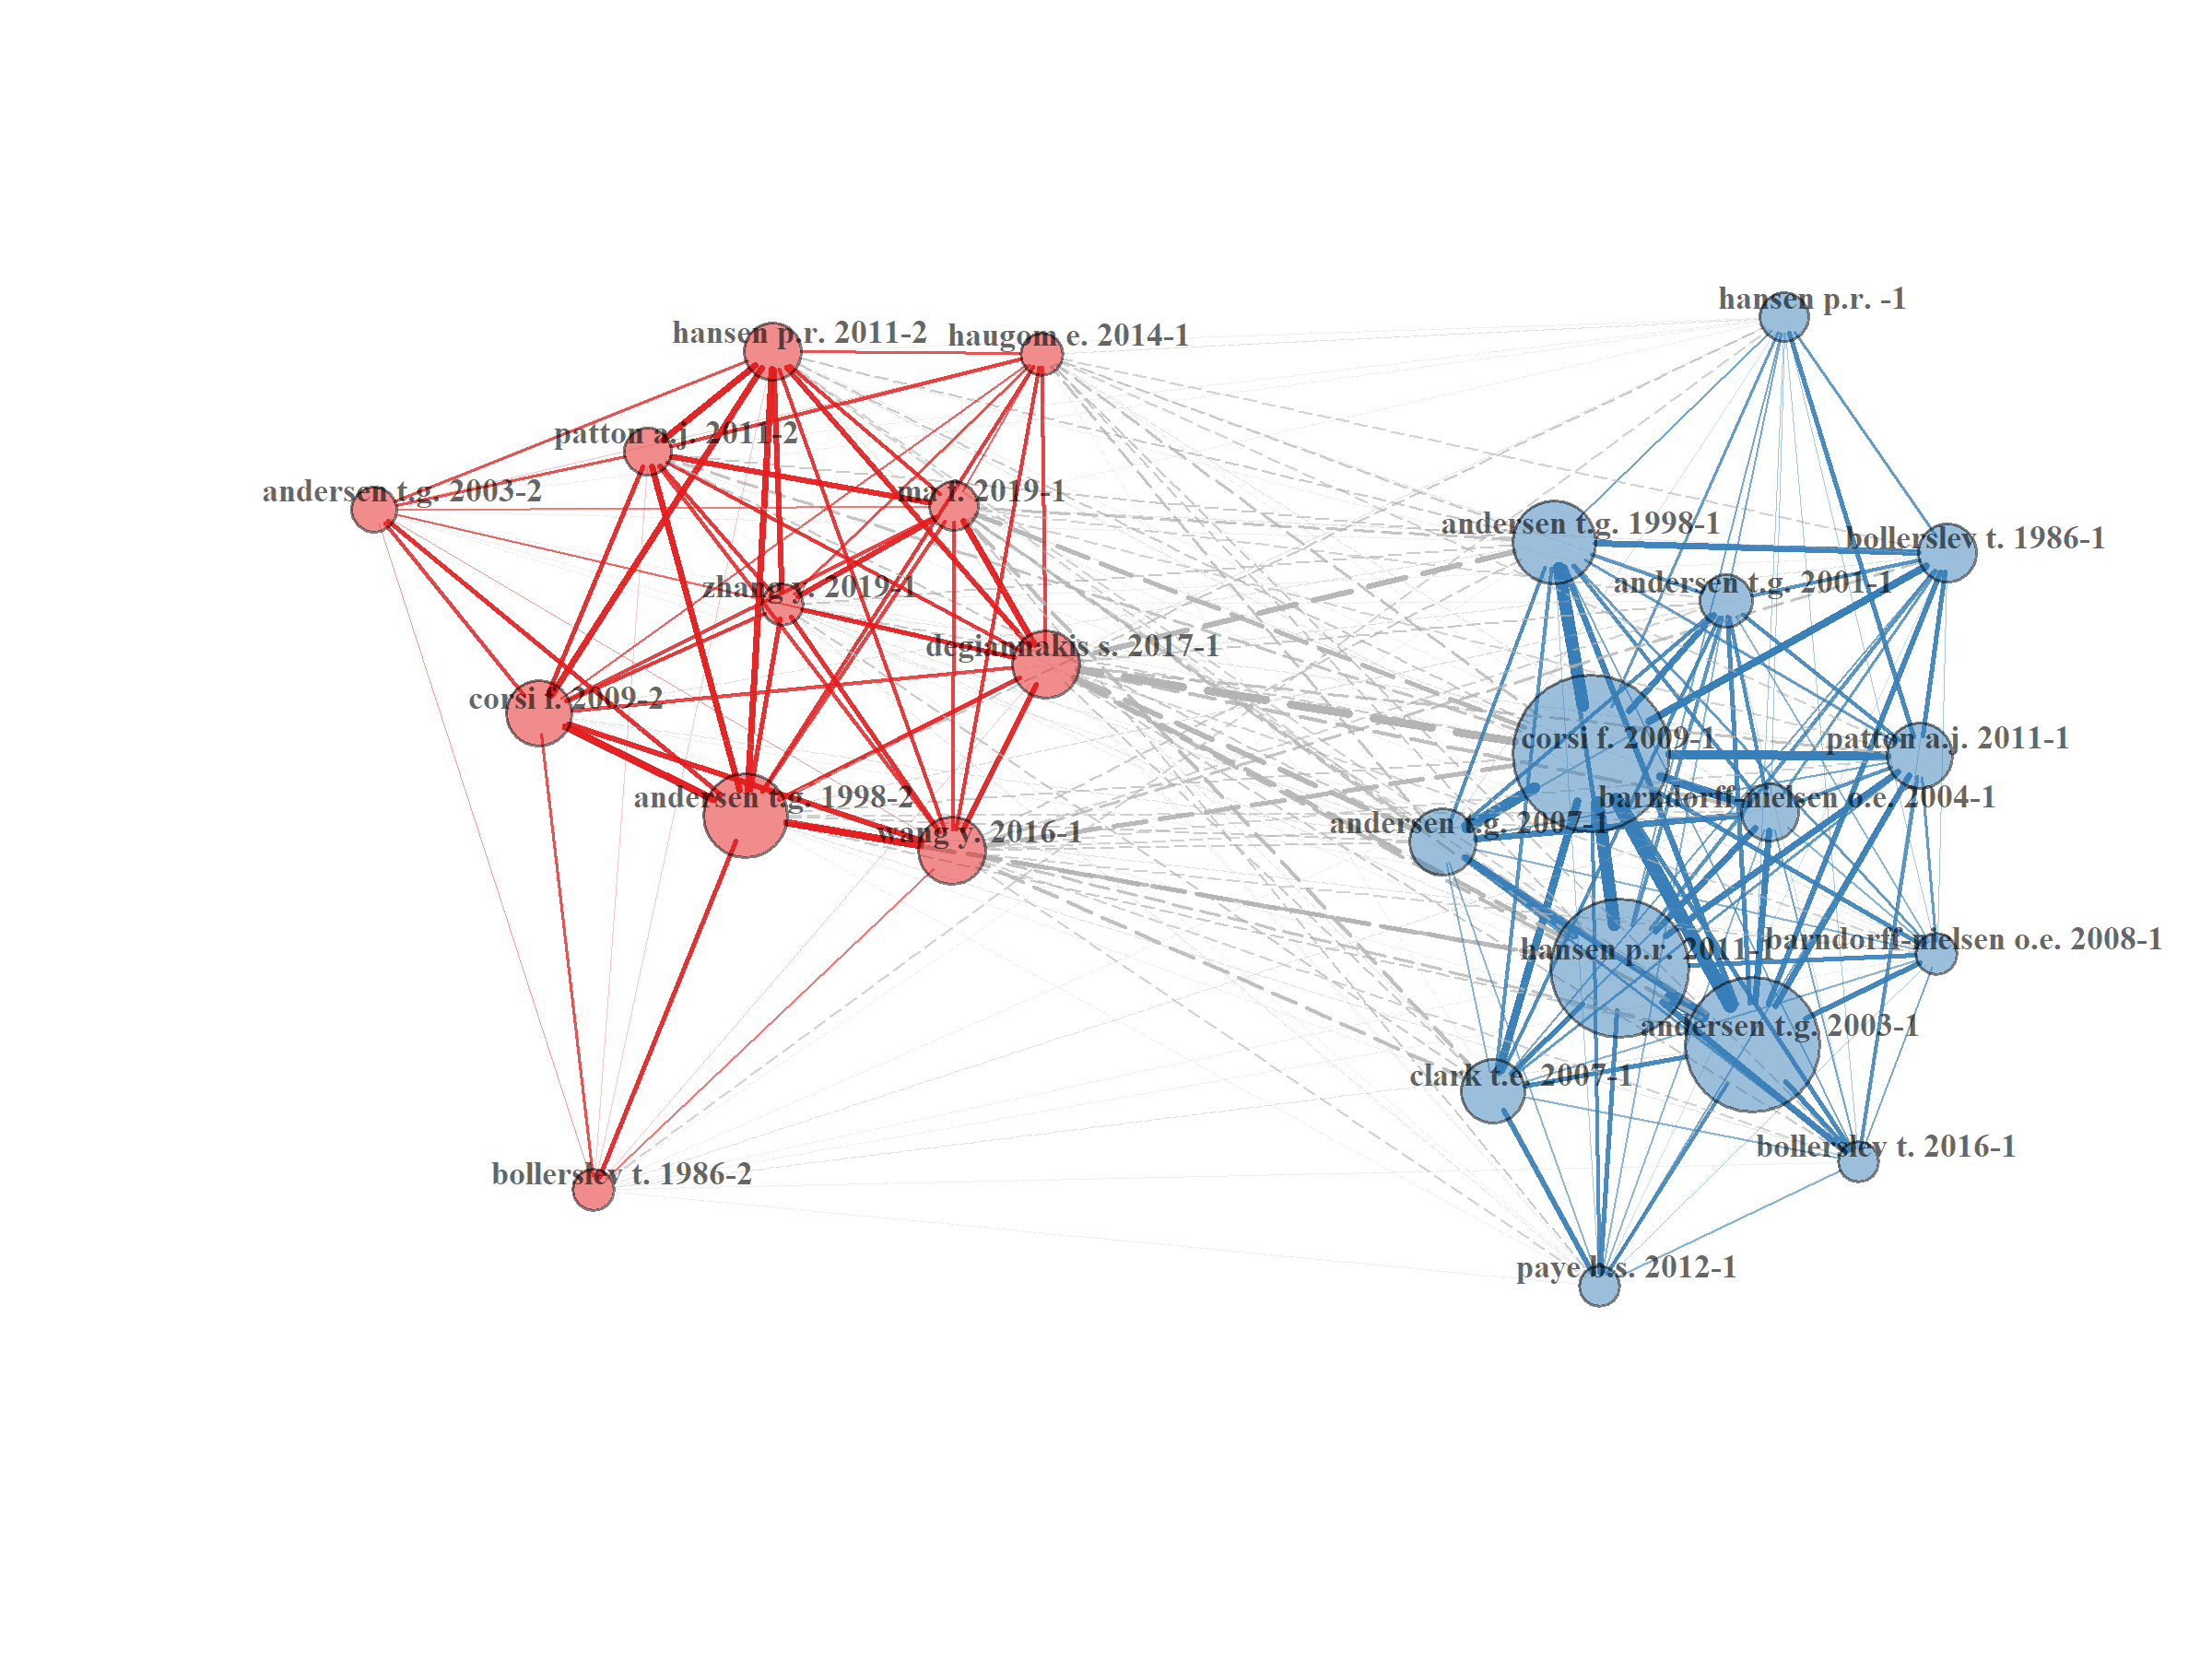 hansen p.r. -1
hansen p.r. 2011-2
haugom e. 2014-1
patton a.j. 2011-2
andersen t.g. 2003-2
ma f. 2019-1
andersen t.g. 1998-1
bollerslev t. 1986-1
zhang y. 2019-1
andersen t.g. 2001-1
degiannakis s. 2017-1
corsi f. 2009-2
corsi f. 2009-1
patton a.j. 2011-1
andersen t.g. 1998-2
barndorff-nielsen o.e. 2004-1
wang y. 2016-1
andersen t.g. 2007-1
hansen p.r. 2011-1
barndorff-nielsen o.e. 2008-1
andersen t.g. 2003-1
clark t.e. 2007-1
bollerslev t. 2016-1
bollerslev t. 1986-2
paye b.s. 2012-1